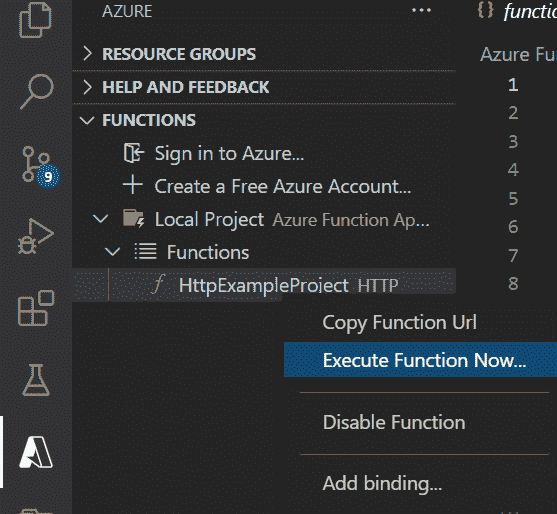 AZURE ...
RESOURCE GROUPS
HELP AND FEEDBACK
FUNCTIONS
Sign in to Azure...
Create a Free Azure Account...
Local Project Azure Function Ap...
Functions
HttpExampleProject HTTP
Copy Function Url
Execute Function Now...
Disable Function
Add binding...
9
{} function
Azure Fun
1
2
3
4
5
6
7
8